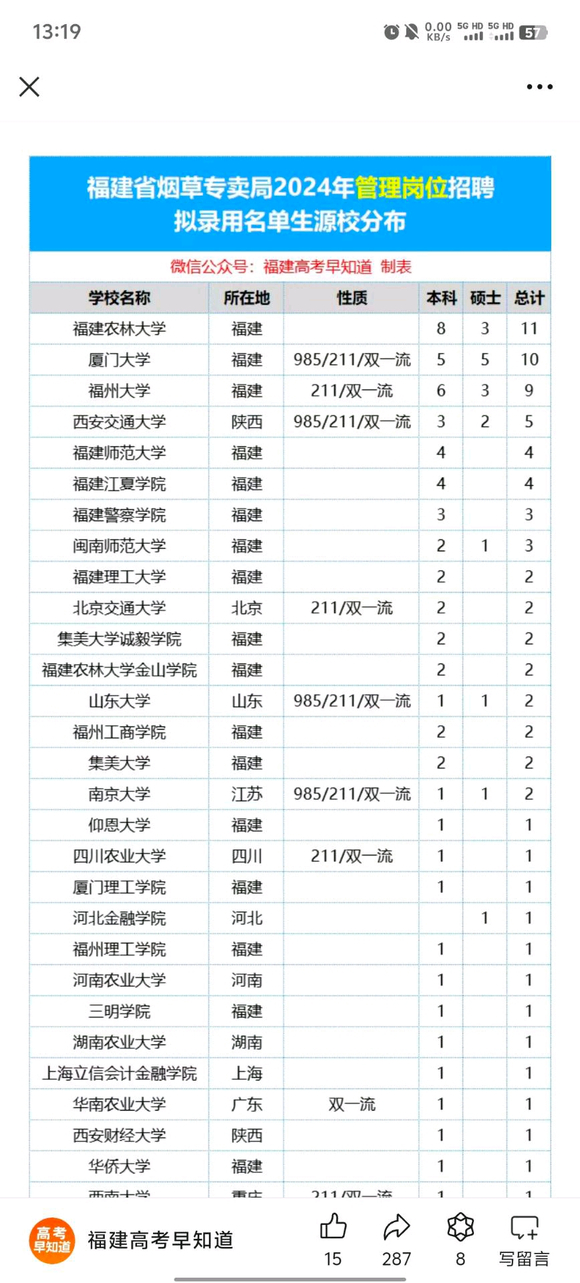 13:19
0.00 KB/s 5G HD 5G HD 57
福建省烟草专卖局2024年管理岗位招聘
拟录用名单生源校分布
微信公众号：福建高考早知道 制表
学校名称 所在地 性质 本科 硕士 总计
福建农林大学 福建 8 3 11
厦门大学 福建 985/211/双一流 5 5 10
福州大学 福建 211/双一流 6 3 9
西安交通大学 陕西 985/211/双一流 3 2 5
福建师范大学 福建 4 4
福建江夏学院 福建 4 4
福建警察学院 福建 3 3
闽南师范大学 福建 2 1 3
福建理工大学 福建 2 2
北京交通大学 北京 211/双一流 2 2
集美大学诚毅学院 福建 2 2
福建农林大学金山学院 福建 2 2
山东大学 山东 985/211/双一流 1 1 2
福州工商学院 福建 2 2
集美大学 福建 2 2
南京大学 江苏 985/211/双一流 1 1 2
仰恩大学 福建 1 1
四川农业大学 四川 211/双一流 1 1
厦门理工学院 福建 1 1
河北金融学院 河北 1 1
福州理工学院 福建 1 1
河南农业大学 河南 1 1
三明学院 福建 1 1
湖南农业大学 湖南 1 1
上海立信会计金融学院 上海 1 1
华南农业大学 广东 双一流 1 1
西安财经大学 陕西 1 1
华侨大学 福建 1 1
西南大学 重庆 211/双一流 1 1
高考
早知道
福建高考早知道
15 287 8 写留言